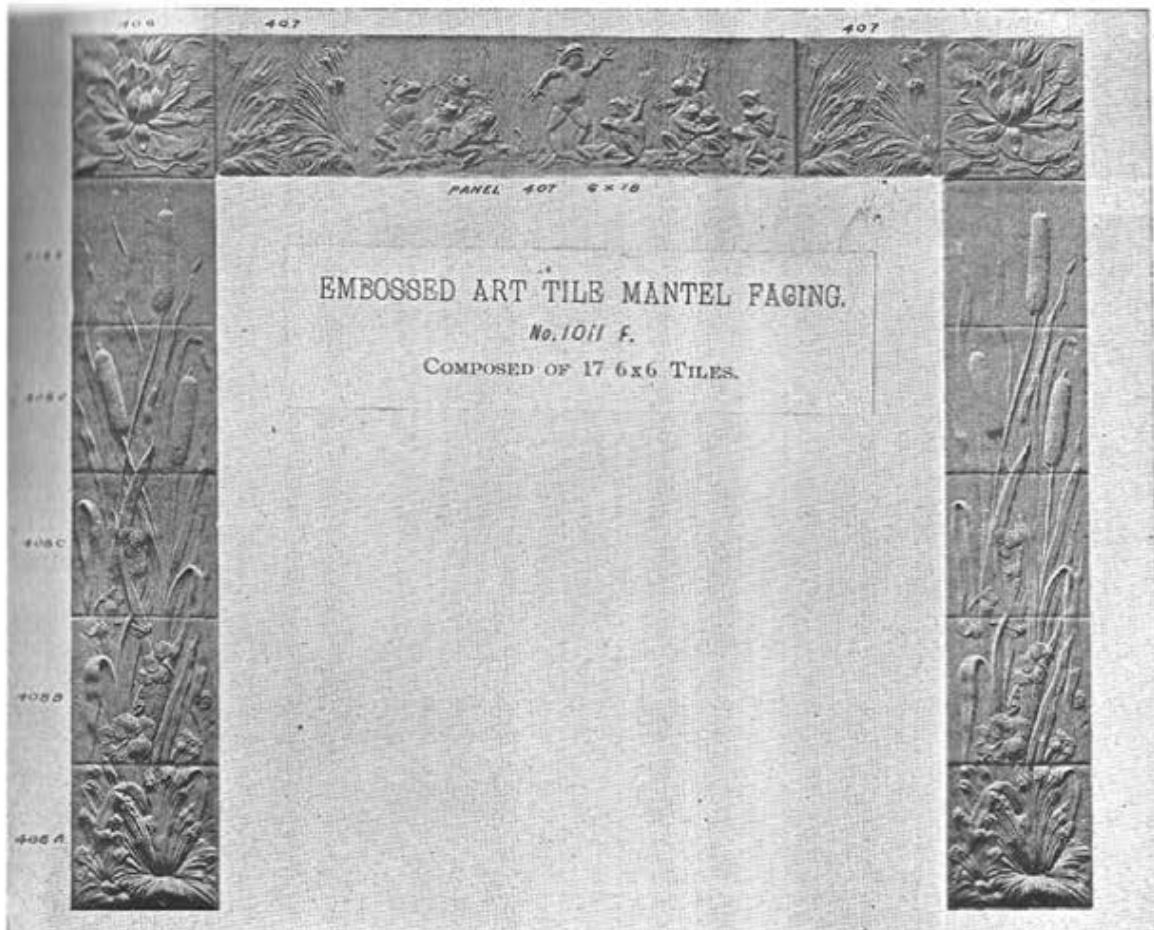 406 407 407
PANEL 407 6 x 18
EMBOSSED ART TILE MANTEL FACING.
No. 1011 F.
COMPOSED OF 17 6x6 TILES.
408 C
408 B
408 A